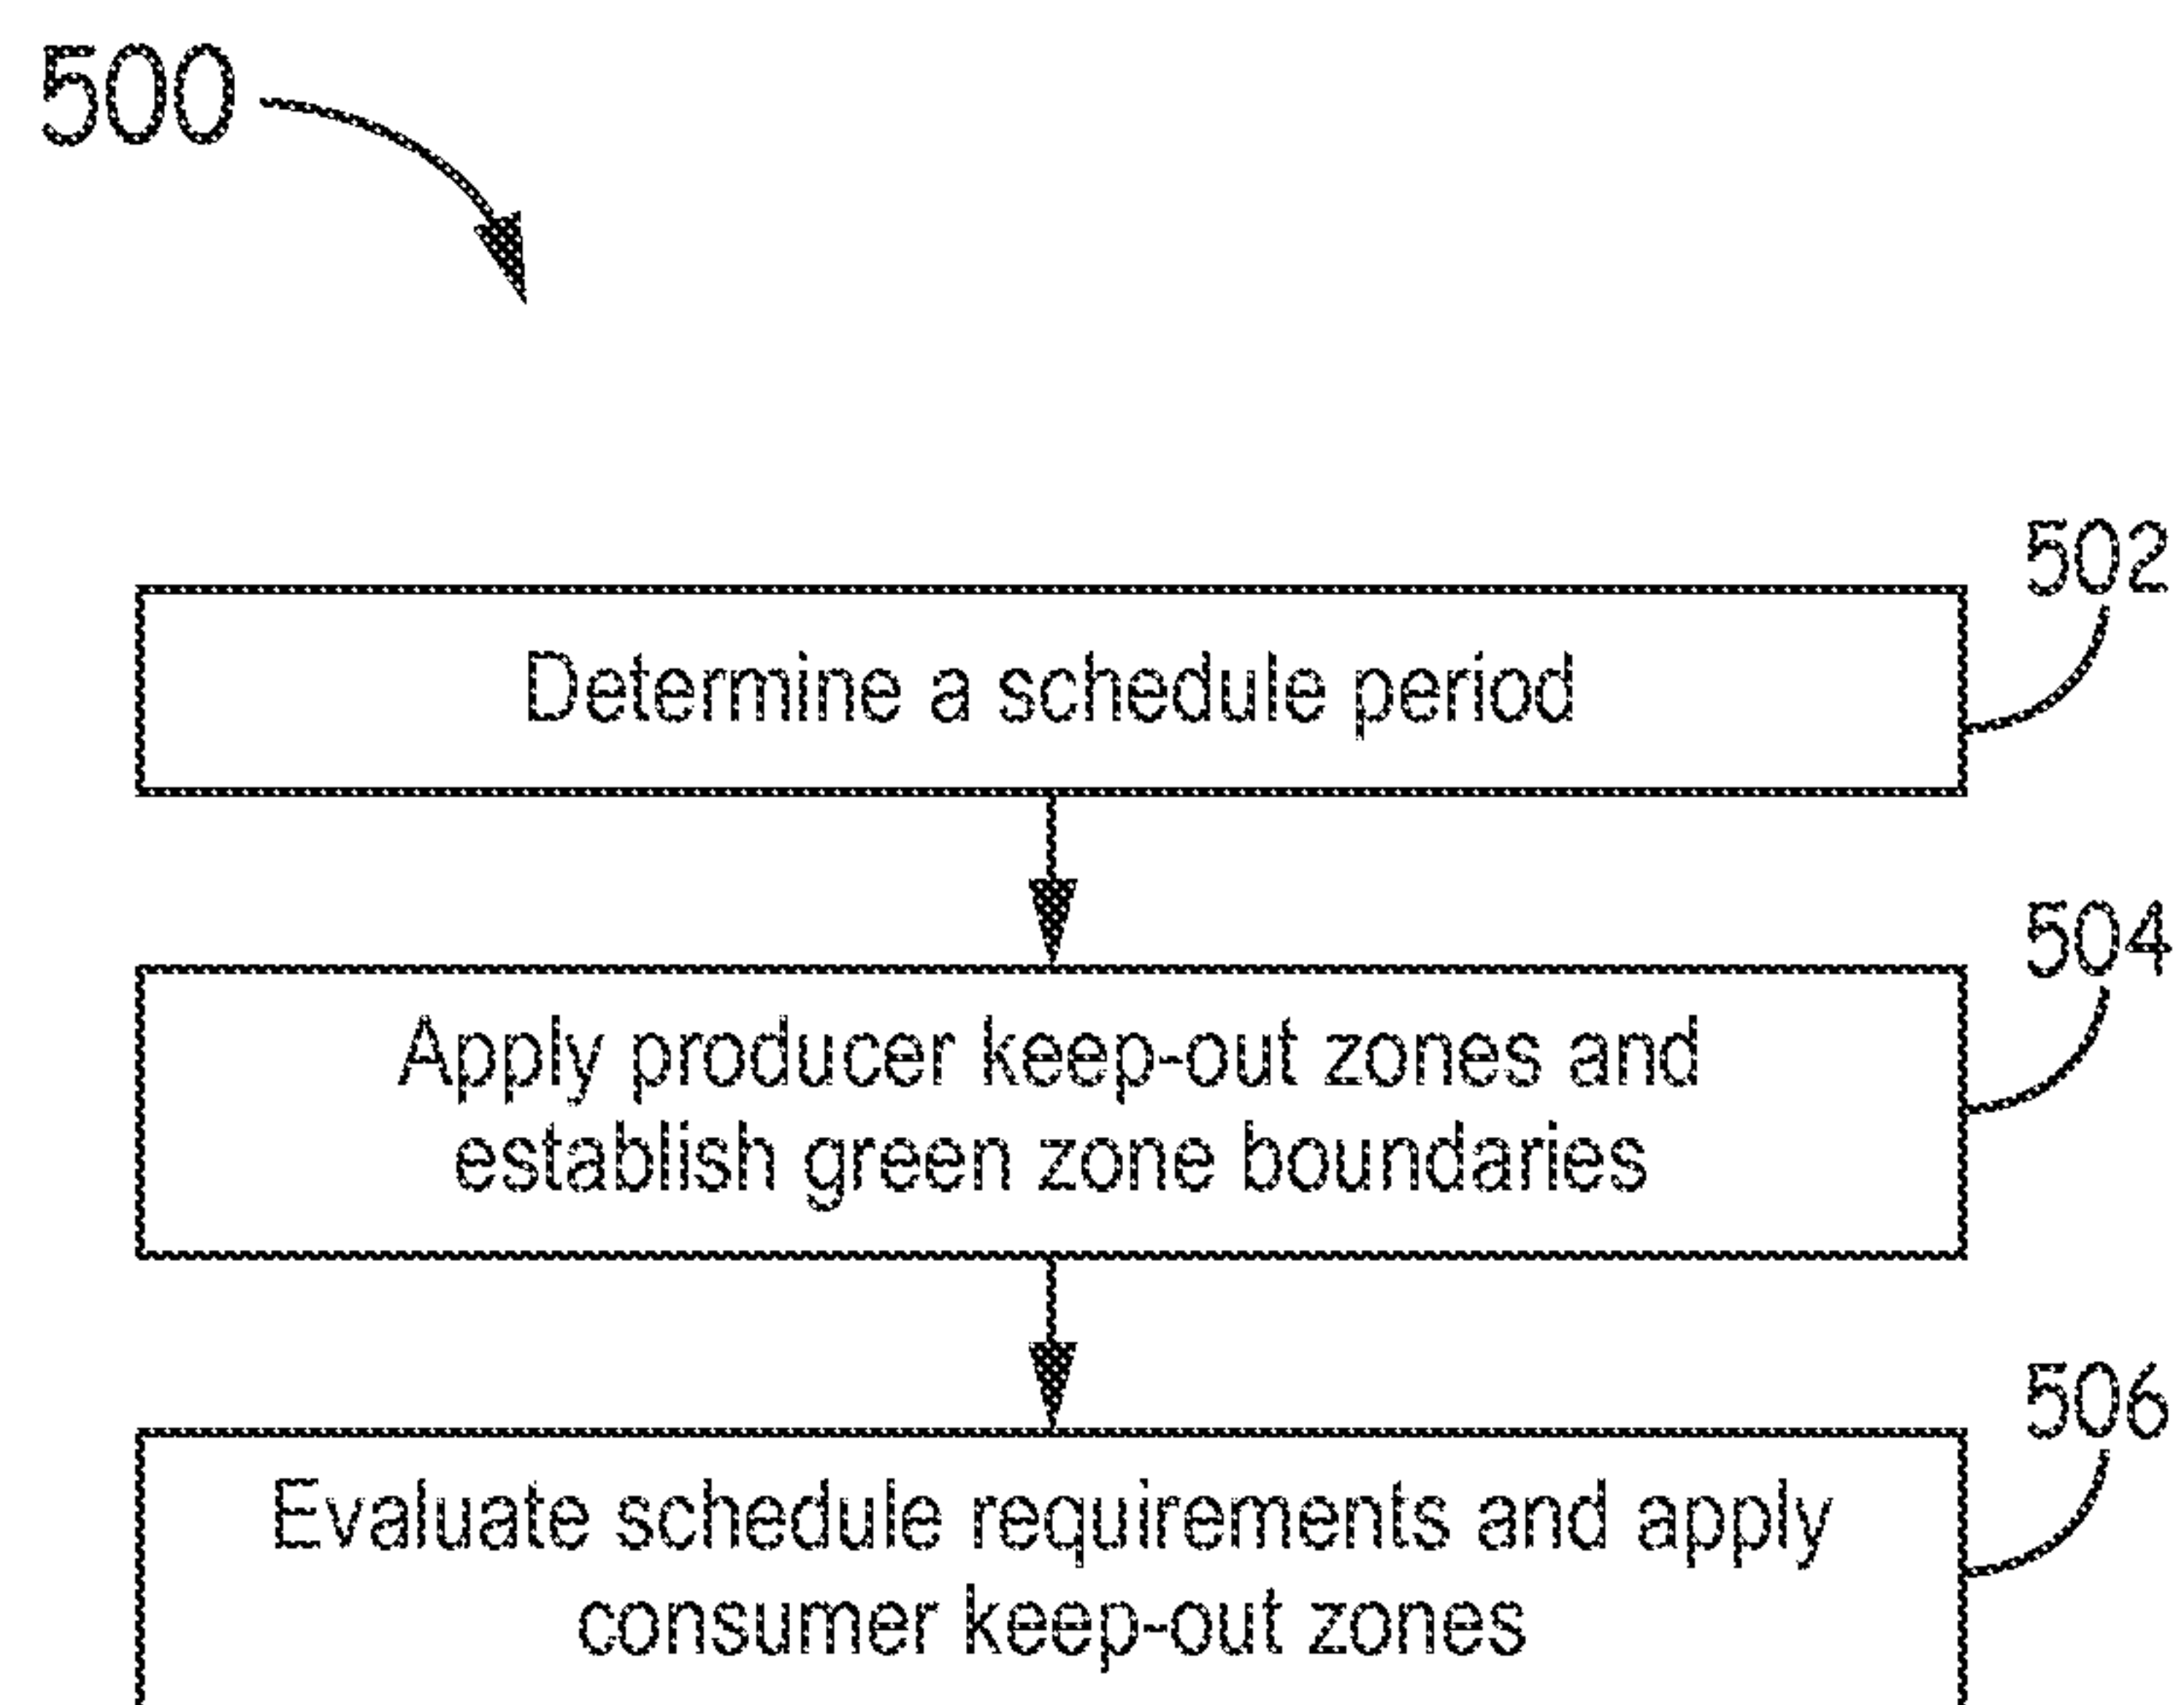 500
502
Determine a schedule period
504
Apply producer keep-out zones and
establish green zone boundaries
506
Evaluate schedule requirements and apply
consumer keep-out zones